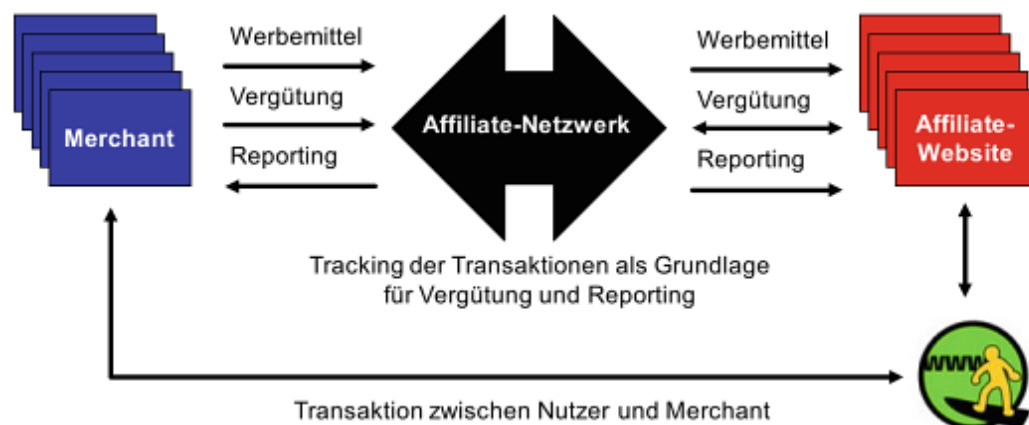 Werbemittel
Vergütung
Reporting
Merchant
Affiliate-Netzwerk
Werbemittel
Vergütung
Reporting
Affiliate-
Website
Tracking der Transaktionen als Grundlage
für Vergütung und Reporting
www
Transaktion zwischen Nutzer und Merchant